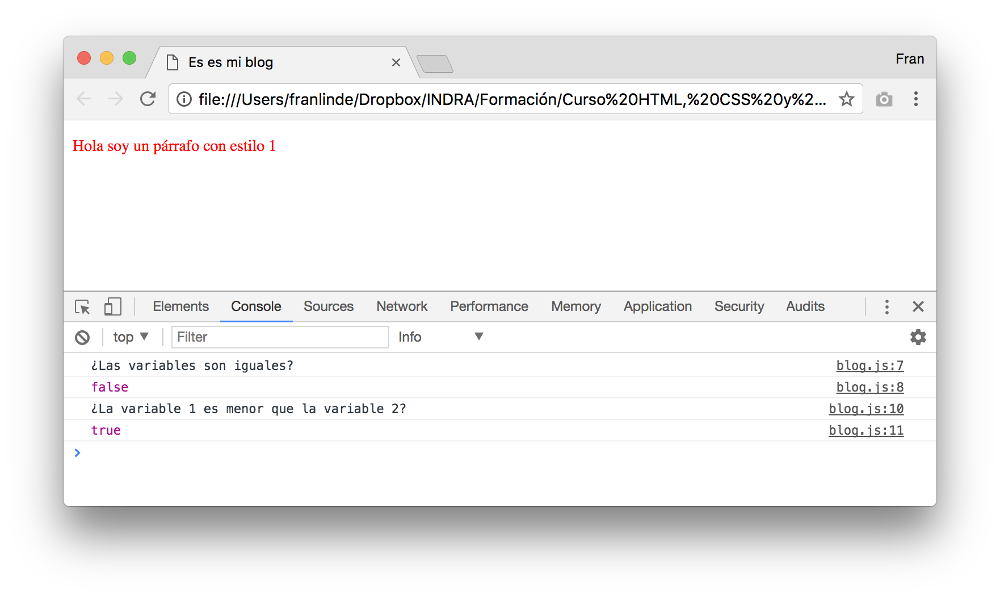 Es es mi blog
Fran
file:///Users/franlinde/Dropbox/INDRA/Formación/Curso%20HTML,%20CSS%20y%2...
Hola soy un párrafo con estilo 1
Elements Console Sources Network Performance Memory Application Security Audits
top Filter Info
¿Las variables son iguales? blog.js:7
false blog.js:8
¿La variable 1 es menor que la variable 2? blog.js:10
true blog.js:11